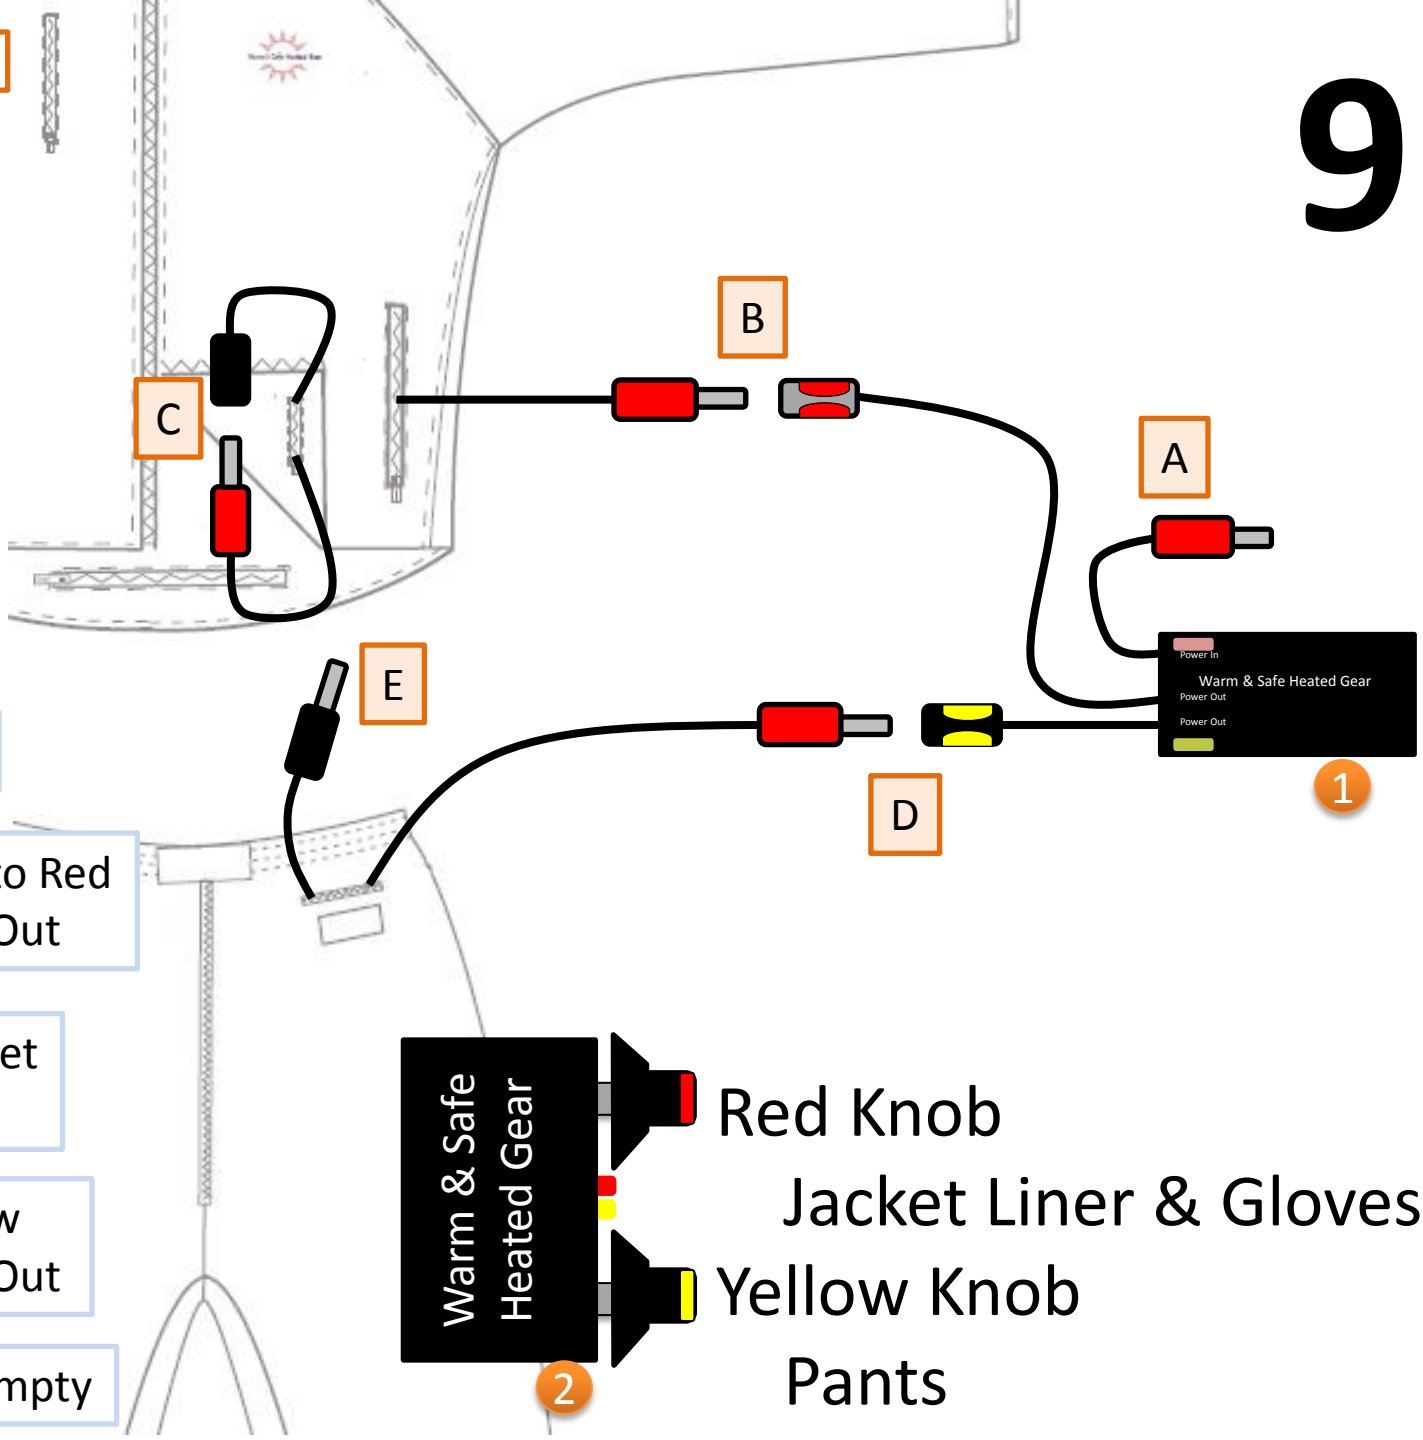 9
B
C
A
E
Power In
Warm & Safe Heated Gear
Power Out
Power Out
1
D
to Red
Out
et
w
Out
mpty
Warm & Safe
Heated Gear
Red Knob
Jacket Liner & Gloves
Yellow Knob
Pants
2